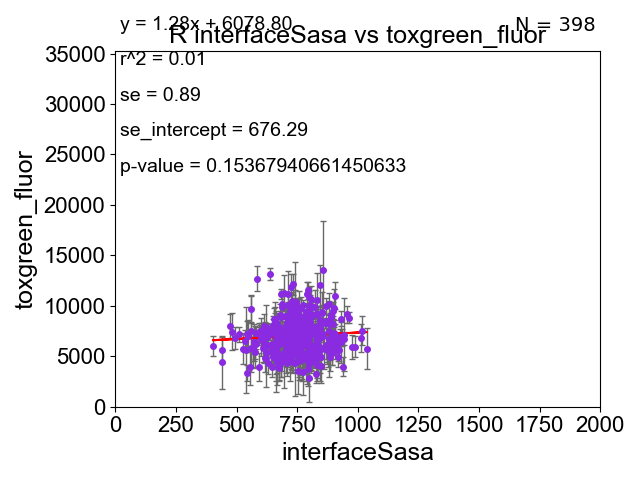 y = 1.28x + 6078.80
N = 398
R interfaceSasa vs toxgreen_fluor
r^2 = 0.01
se = 0.89
se_intercept = 676.29
p-value = 0.15367940661450633
toxgreen_fluor
35000
30000
25000
20000
15000
10000
5000
0
0 250 500 750 1000 1250 1500 1750 2000
interfaceSasa